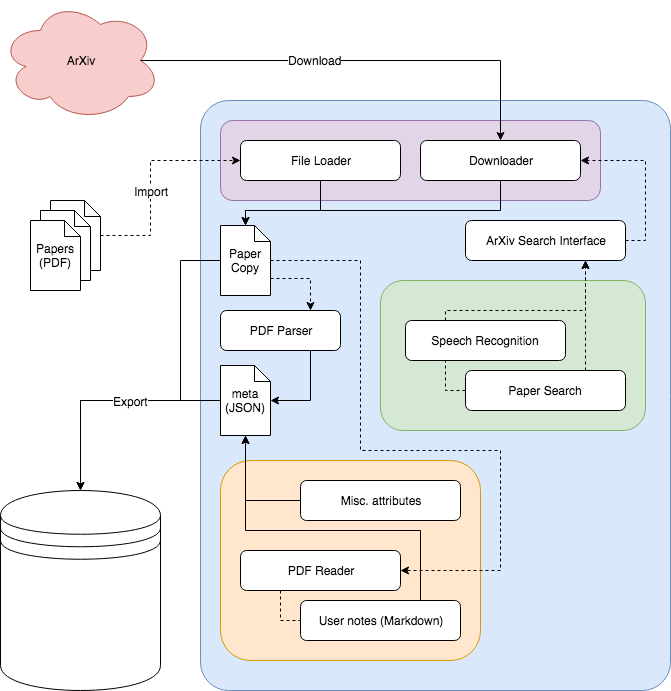 ArXiv
Download
File Loader
Downloader
Import
Papers
(PDF)
Paper
Copy
ArXiv Search Interface
PDF Parser
Speech Recognition
meta
(JSON)
Paper Search
Export
Misc. attributes
PDF Reader
User notes (Markdown)